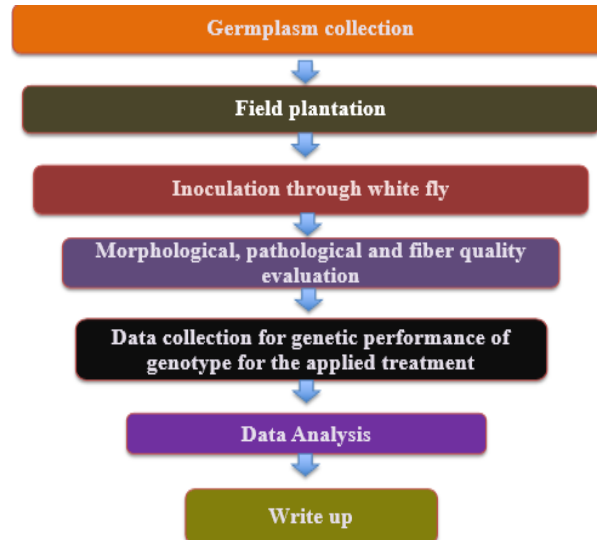 Germplasm collection
Field plantation
Inoculation through white fly
Morphological, pathological and fiber quality
evaluation
Data collection for genetic performance of
genotype for the applied treatment
Data Analysis
Write up